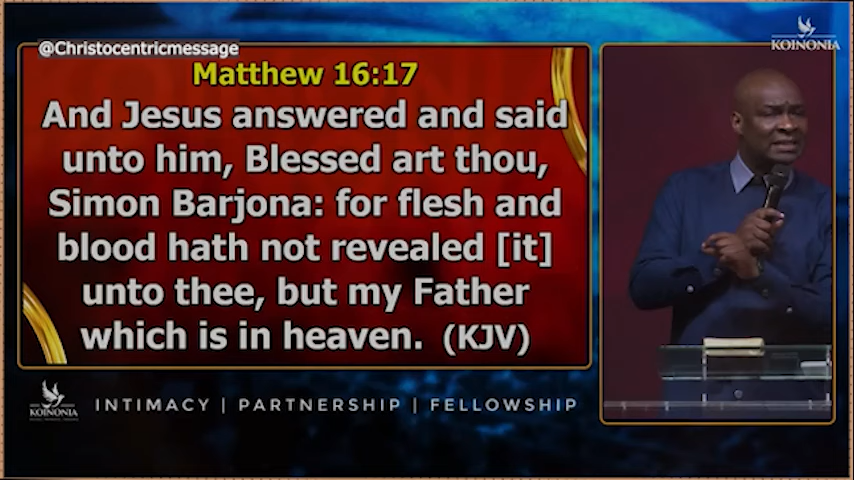 @Christocentricmessage
KOINONIA
Matthew 16:17
And Jesus answered and said
unto him, Blessed art thou,
Simon Barjona: for flesh and
blood hath not revealed [it]
unto thee, but my Father
which is in heaven. (KJV)
KOINONIA
INTIMACY | PARTNERSHIP | FELLOWSHIP